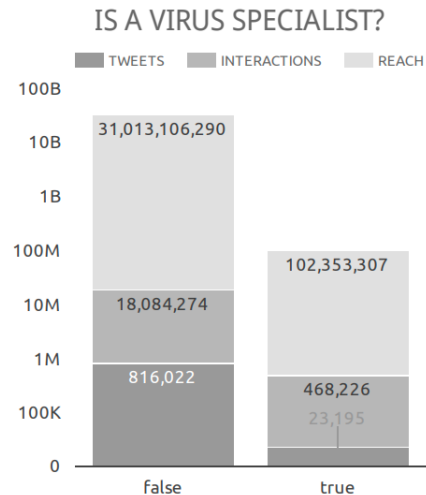 IS A VIRUS SPECIALIST?
TWEETS INTERACTIONS REACH
100B
10B
1B
100M
10M
1M
100K
0
31,013,106,290
18,084,274
816,022
102,353,307
468,226
23,195
false true